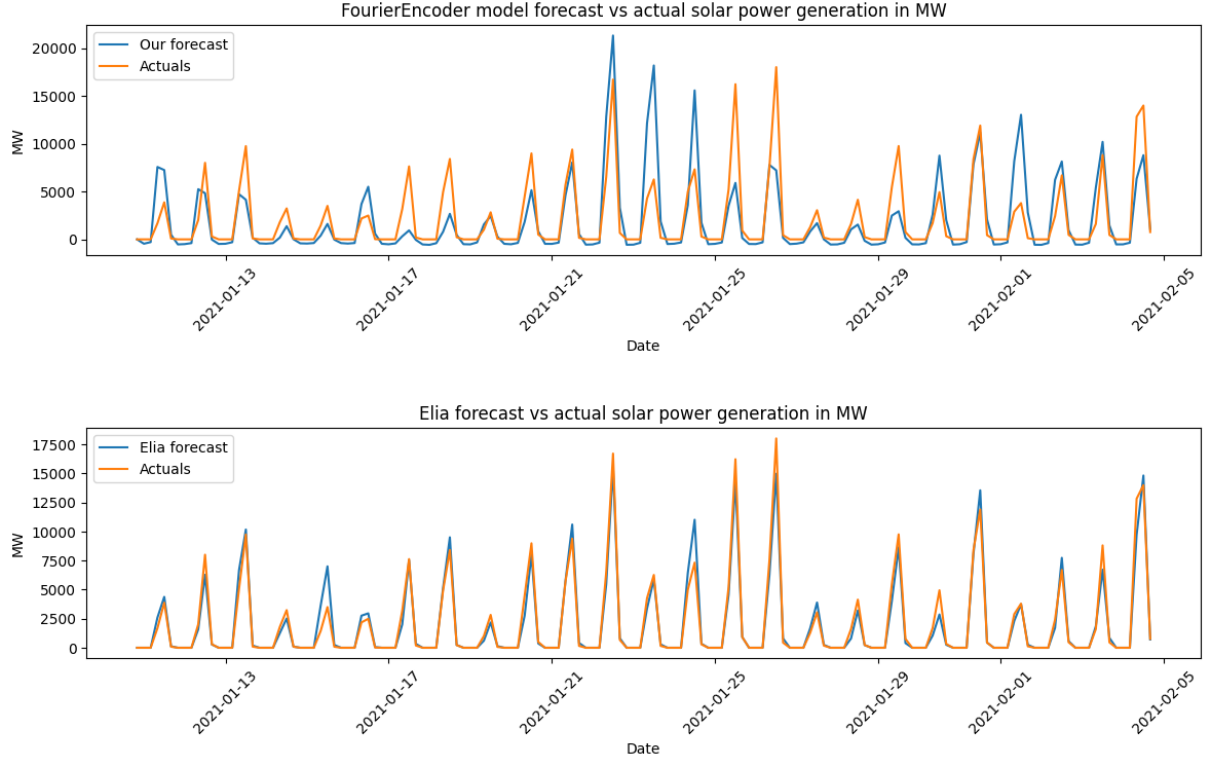 FourierEncoder model forecast vs actual solar power generation in MW
Our forecast
Actuals
20000
15000
10000
5000
0
MW
2021-01-13
2021-01-17
2021-01-21
2021-01-25
2021-01-29
2021-02-01
2021-02-05
Date
Elia forecast vs actual solar power generation in MW
Elia forecast
Actuals
17500
15000
12500
10000
7500
5000
2500
0
MW
2021-01-13
2021-01-17
2021-01-21
2021-01-25
2021-01-29
2021-02-01
2021-02-05
Date